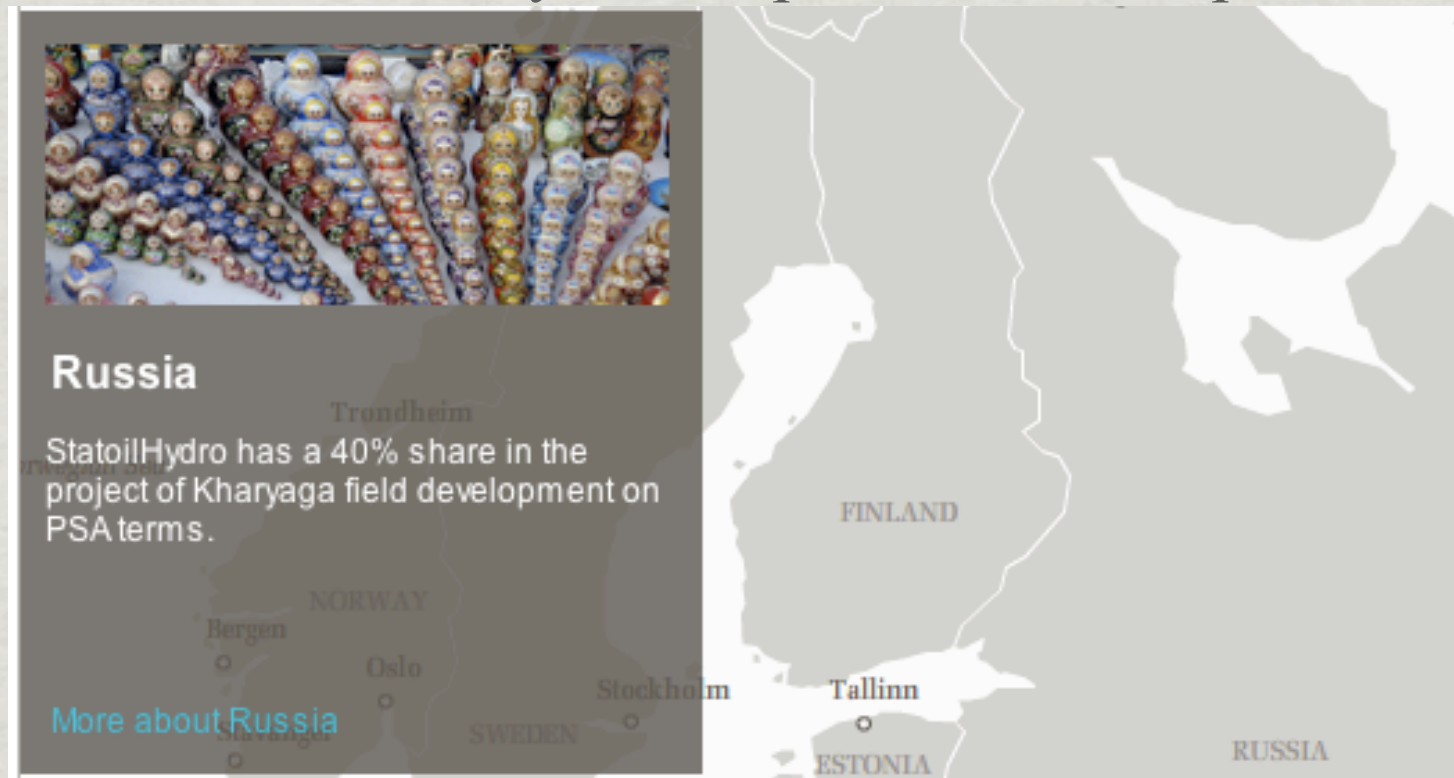 Russia
Trondheim
StatoilHydro has a 40% share in the
project of Kharyaga field development on
PSA terms.
FINLAND
NORWAY
Bergen
Oslo
Stockholm
Tallinn
More about Russia
Stavanger
SWEDEN
ESTONIA
RUSSIA